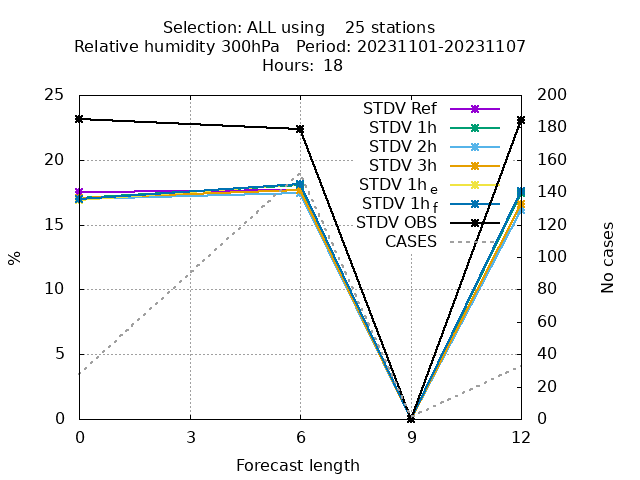 Selection: ALL using    25 stations
Relative humidity 300hPa   Period: 20231101-20231107
Hours: 18
25
200
STDV Ref
STDV 1h
180
STDV 2h
20
STDV 3h
160
STDV 1h e
140
STDV 1h f
15
STDV OBS
120
CASES
%
No cases
100
10
80
60
5
40
20
0
0
0
3
6
9
12
Forecast length